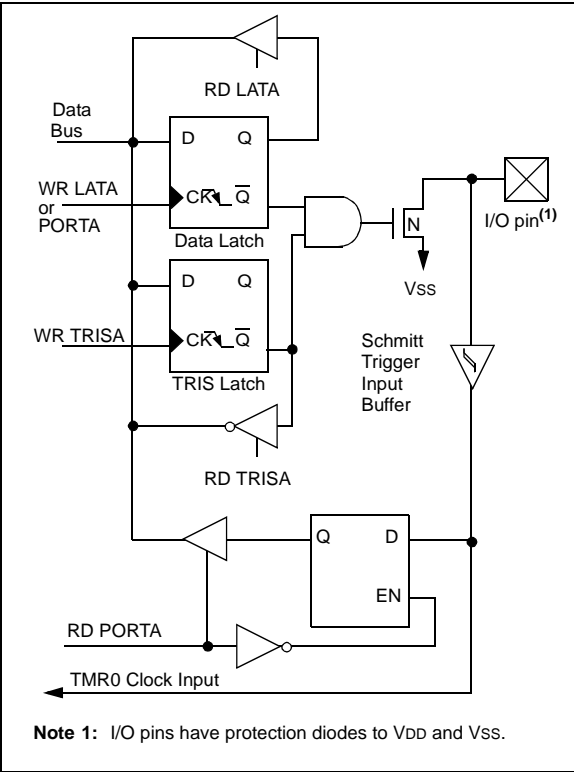 RD LATA
Data
Bus
D Q
WR LATA
or
PORTA
CK Q
Data Latch
N
I/O pin(1)
VSS
D Q
WR TRISA
CK Q
TRIS Latch
Schmitt
Trigger
Input
Buffer
RD TRISA
Q D
EN
RD PORTA
TMR0 Clock Input
Note 1: I/O pins have protection diodes to VDD and VSS.